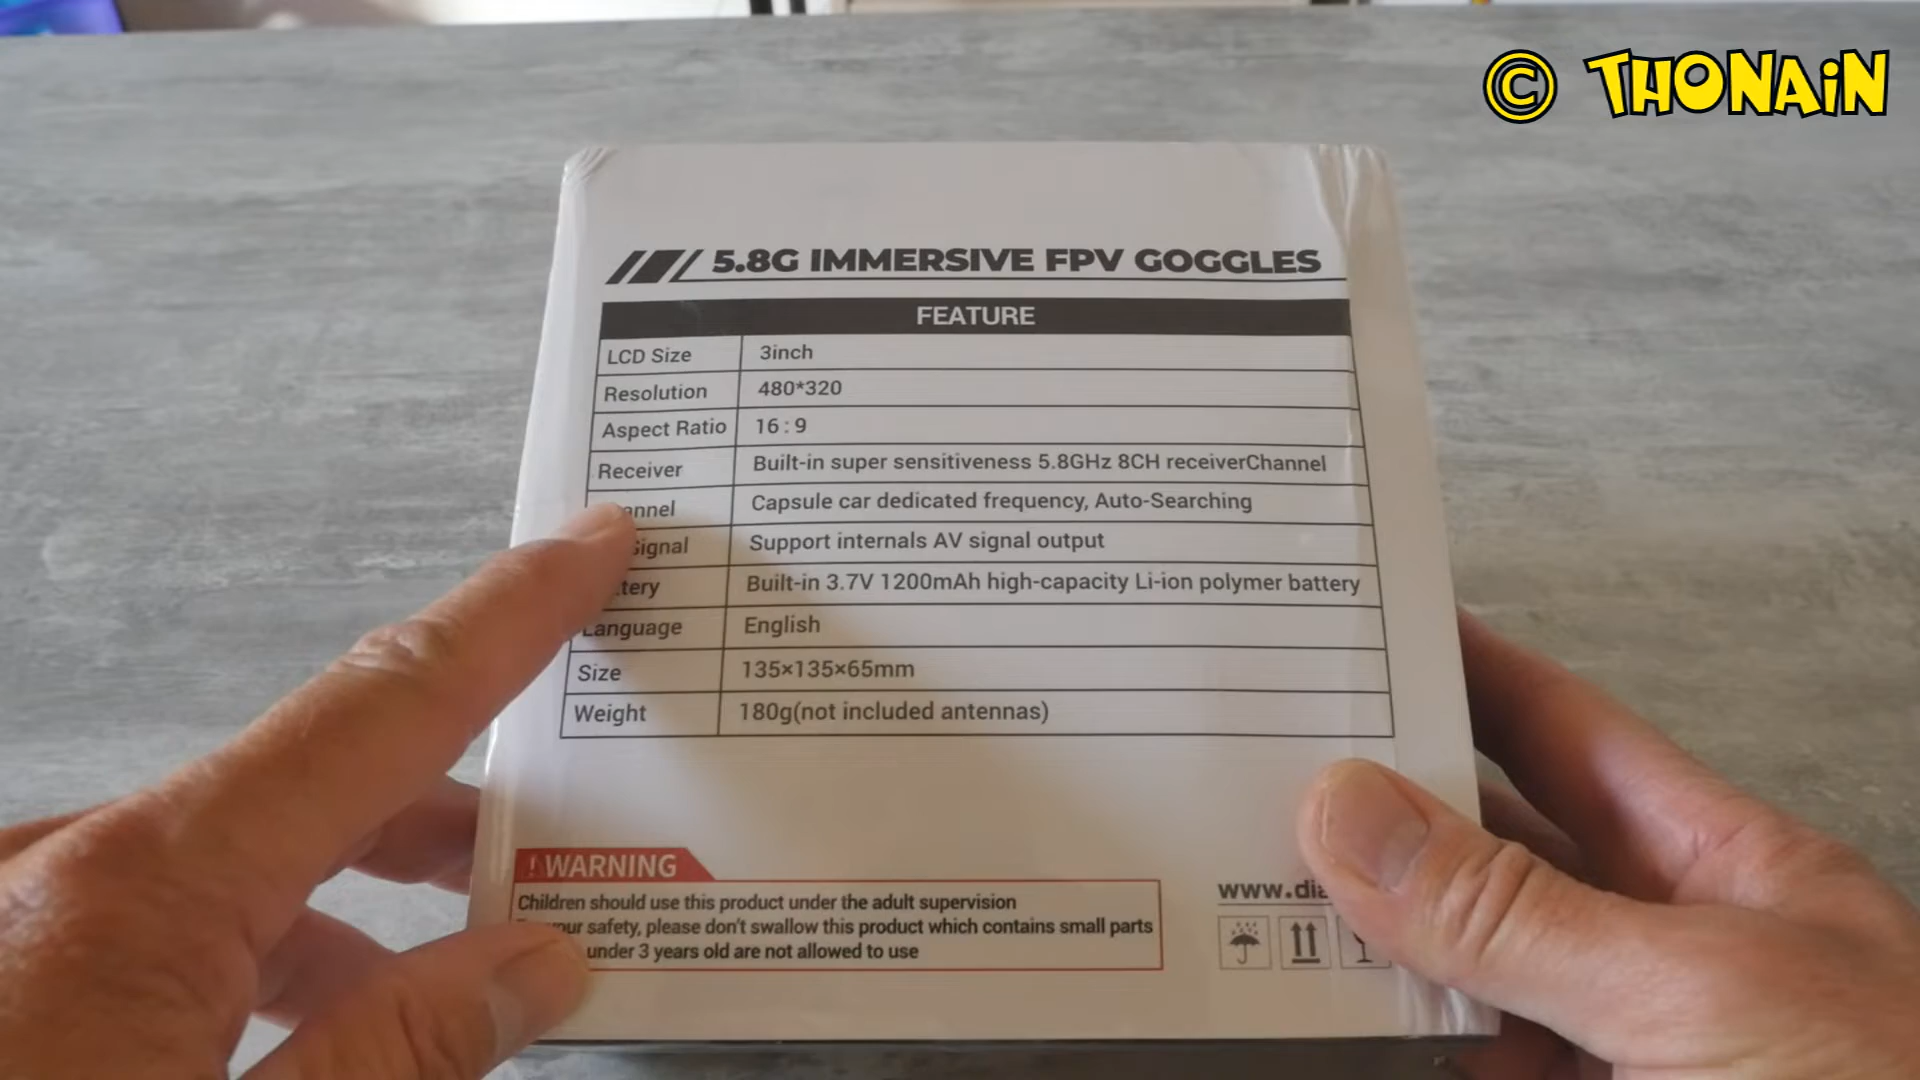 © THONAiN
5.8G IMMERSIVE FPV GOGGLES
FEATURE
LCD Size 3inch
Resolution 480*320
Aspect Ratio 16:9
Receiver Built-in super sensitiveness 5.8GHz 8CH receiverChannel
Capsule car dedicated frequency, Auto-Searching
Signal Support internals AV signal output
Built-in 3.7V 1200mAh high-capacity Li-ion polymer battery
Language English
Size 135×135×65mm
Weight 180g(not included antennas)
! WARNING
Children should use this product under the adult supervision
safety, please don't swallow this product which contains small parts
under 3 years old are not allowed to use